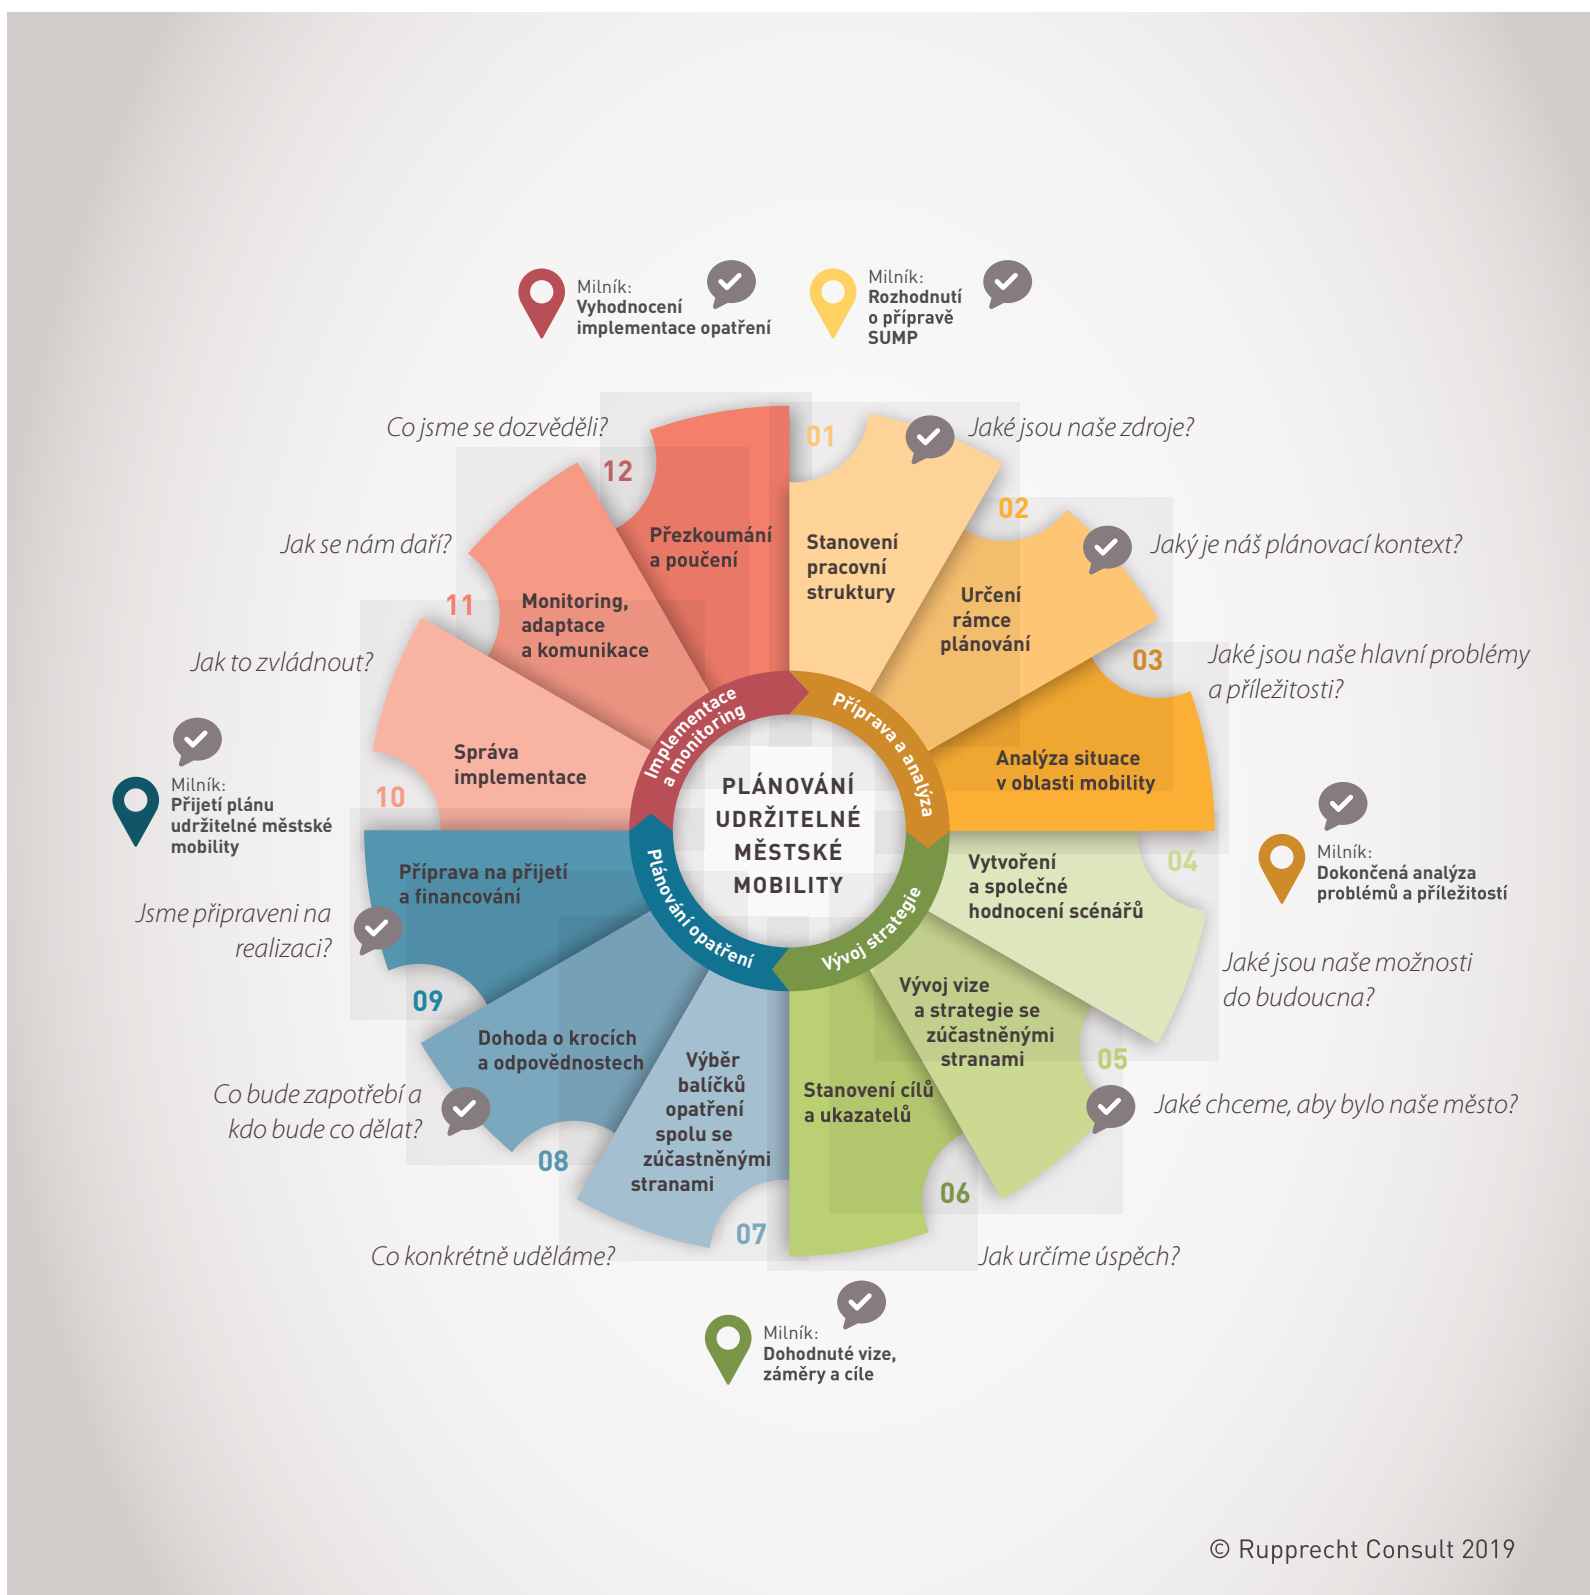 Milník:
Vyhodnocení
implementace opatření
Milník:
Rozhodnutí
o přípravě
SUMP
Co jsme se dozvěděli?
12
Přezkoumání
a poučení
01
Jaké jsou naše zdroje?
Stanovení
pracovní
struktury
02
Jaký je náš plánovací kontext?
Určení
rámce
plánování
03
Jaké jsou naše hlavní problémy
a příležitosti?
Analýza situace
v oblasti mobility
Milník:
Dokončená analýza
problémů a příležitostí
04
Vytvoření
a společné
hodnocení scénářů
Jaké jsou naše možnosti
do budoucna?
05
Vývoj vize
a strategie se
zúčastněnými
stranami
Jaké chceme, aby bylo naše město?
06
Stanovení cílů
a ukazatelů
Jak určíme úspěch?
Milník:
Dohodnuté vize,
záměry a cíle
07
Výběr
balíčků
opatření
spolu se
zúčastněnými
stranami
Co konkrétně uděláme?
08
Dohoda o krocích
a odpovědnostech
Co bude zapotřebí a
kdo bude co dělat?
09
Příprava na přijetí
a financování
Jsme připraveni na
realizaci?
Milník:
Přijetí plánu
udržitelné městské
mobility
10
Správa
implementace
Jak to zvládnout?
11
Monitoring,
adaptace
a komunikace
Jak se nám daří?
Implementace
a monitoring
Příprava a analýza
Vývoj strategie
Plánování opatření
PLÁNOVÁNÍ
UDRŽITELNÉ
MĚSTSKÉ
MOBILITY
© Rupprecht Consult 2019